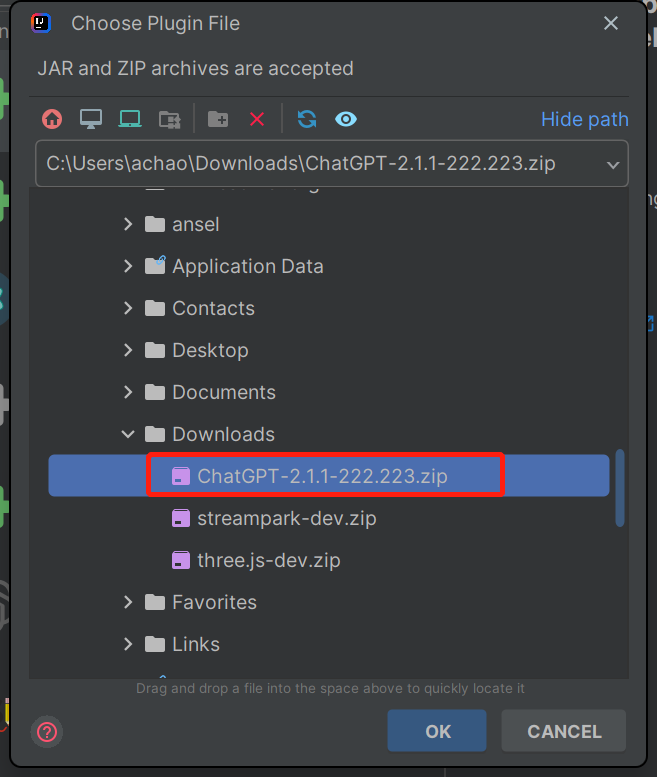 Choose Plugin File
JAR and ZIP archives are accepted
Hide path
C:\Users\achao\Downloads\ChatGPT-2.1.1-222.223.zip
ansel
Application Data
Contacts
Desktop
Documents
Downloads
ChatGPT-2.1.1-222.223.zip
streampark-dev.zip
three.js-dev.zip
Favorites
Links
Drag and drop a file into the space above to quickly locate it
? OK CANCEL